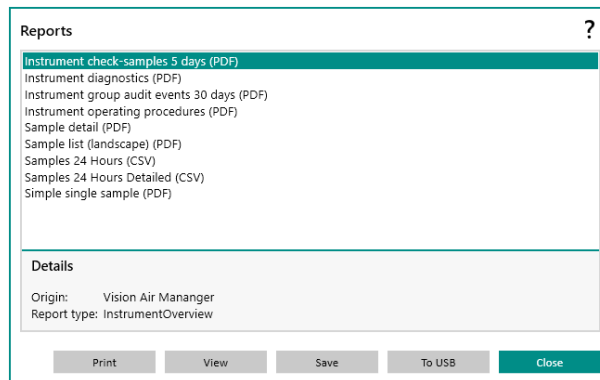 Reports ?
Instrument check-samples 5 days (PDF)
Instrument diagnostics (PDF)
Instrument group audit events 30 days (PDF)
Instrument operating procedures (PDF)
Sample detail (PDF)
Sample list (landscape) (PDF)
Samples 24 Hours (CSV)
Samples 24 Hours Detailed (CSV)
Simple single sample (PDF)
Details
Origin: Vision Air Mananger
Report type: InstrumentOverview
Print View Save To USB Close